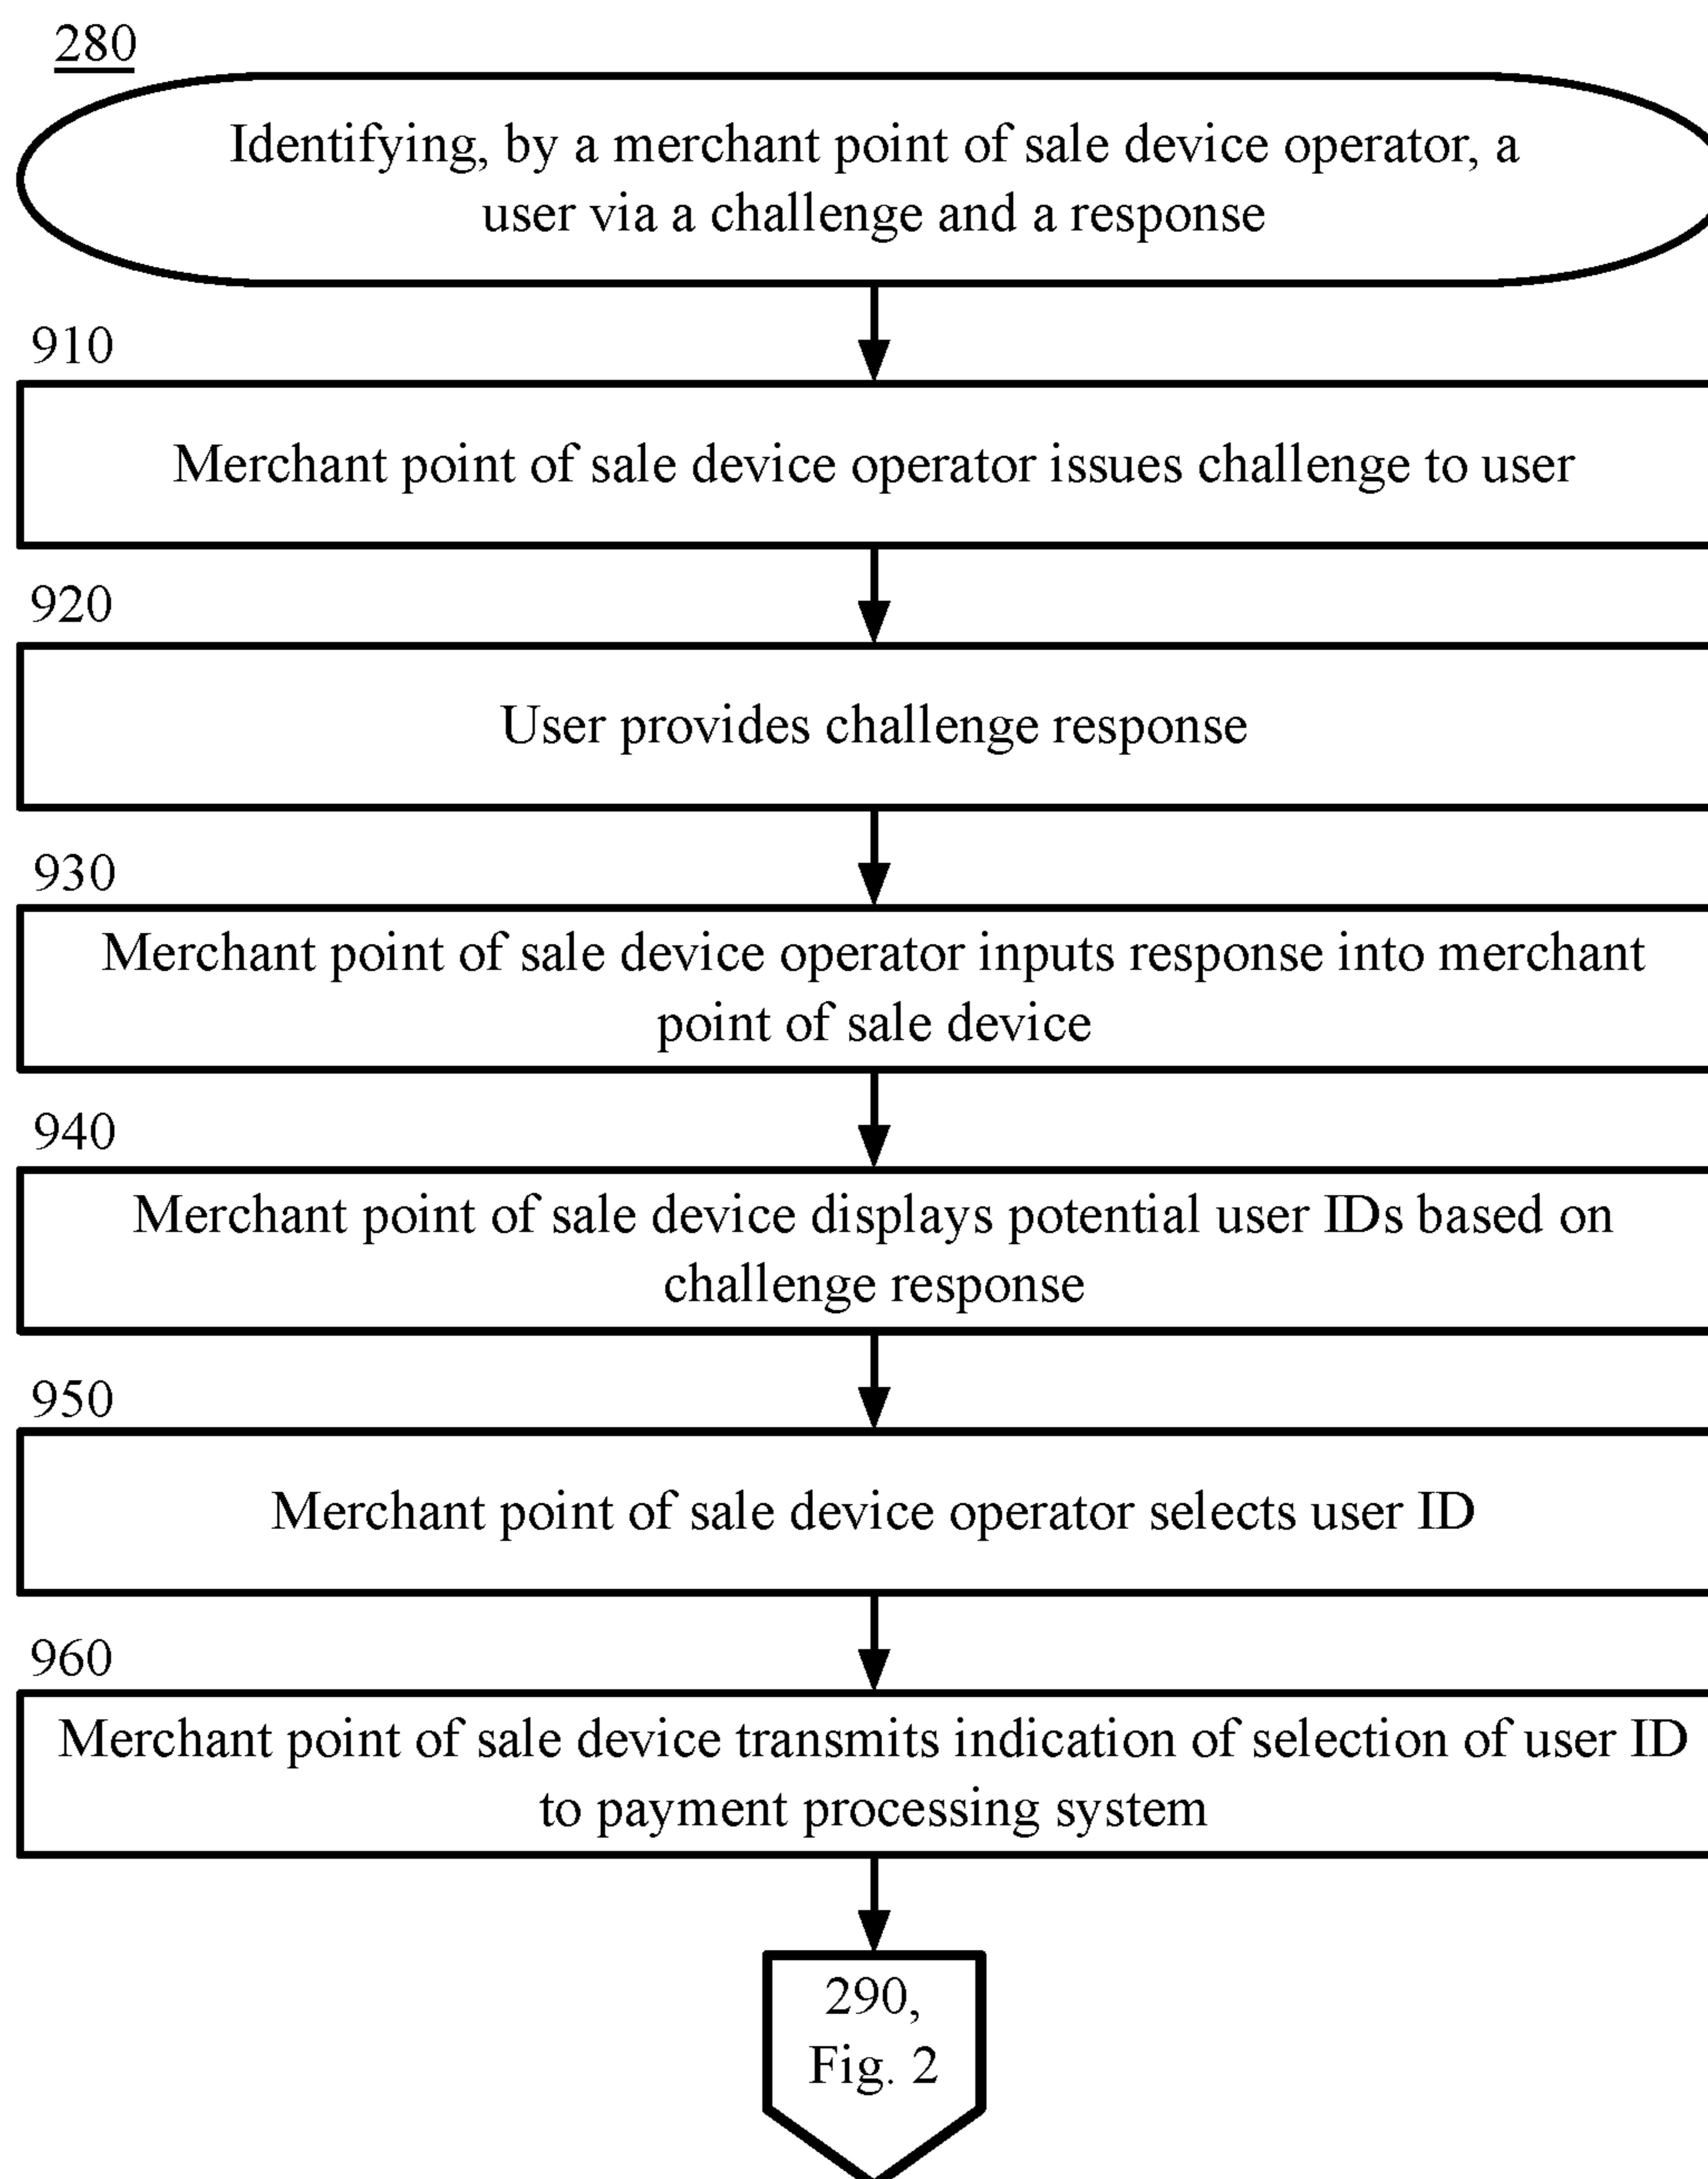 280
Identifying, by a merchant point of sale device operator, a
user via a challenge and a response
910
Merchant point of sale device operator issues challenge to user
920
User provides challenge response
930
Merchant point of sale device operator inputs response into merchant
point of sale device
940
Merchant point of sale device displays potential user IDs based on
challenge response
950
Merchant point of sale device operator selects user ID
960
Merchant point of sale device transmits indication of selection of user ID
to payment processing system
290,
Fig. 2